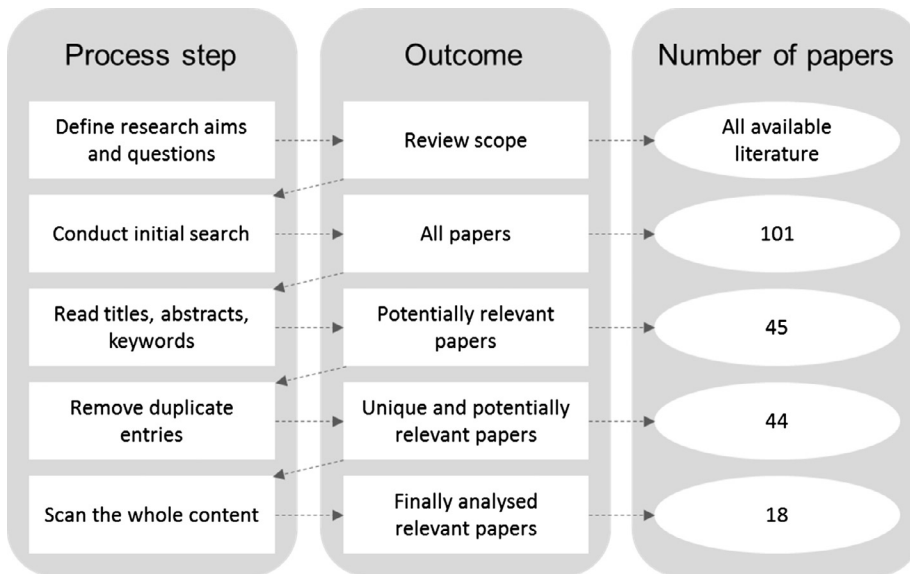 Process step
Outcome
Number of papers
Define research aims
and questions
Review scope
All available
literature
Conduct initial search
All papers
101
Read titles, abstracts,
keywords
Potentially relevant
papers
45
Remove duplicate
entries
Unique and potentially
relevant papers
44
Scan the whole content
Finally analysed
relevant papers
18